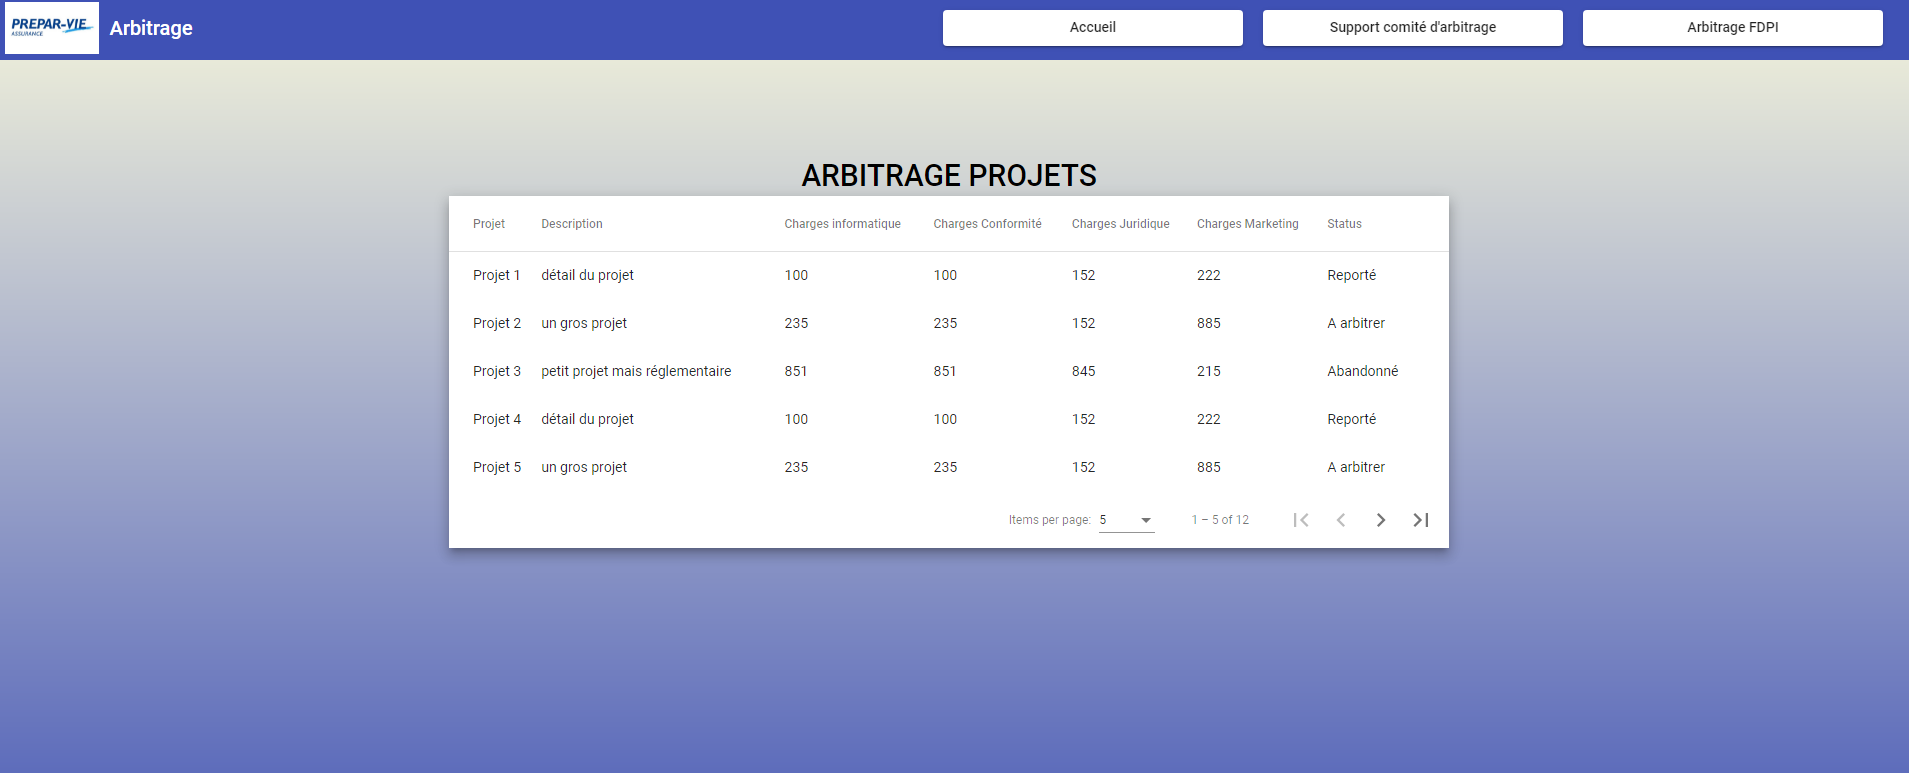 PREPAR-VIE
ASSURANCE
Arbitrage
Accueil
Support comité d'arbitrage
Arbitrage FDPI
ARBITRAGE PROJETS
Projet Description Charges informatique Charges Conformité Charges Juridique Charges Marketing Status
Projet 1 détail du projet 100 100 152 222 Reporté
Projet 2 un gros projet 235 235 152 885 A arbitrer
Projet 3 petit projet mais réglementaire 851 851 845 215 Abandonné
Projet 4 détail du projet 100 100 152 222 Reporté
Projet 5 un gros projet 235 235 152 885 A arbitrer
Items per page: 5 1 – 5 of 12